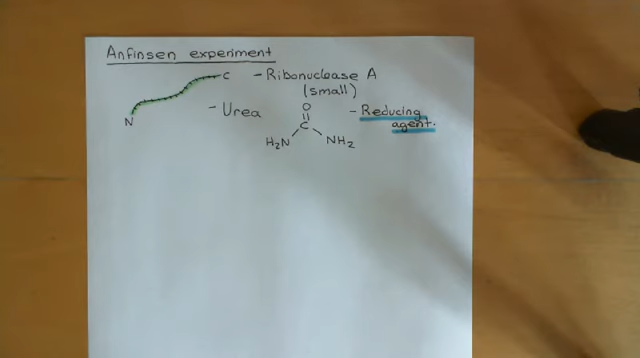 Anfinsen experiment
C
- Ribonuclease A
(small)
N
- Urea
O
C
H₂N
NH₂
- Reducing
agent.